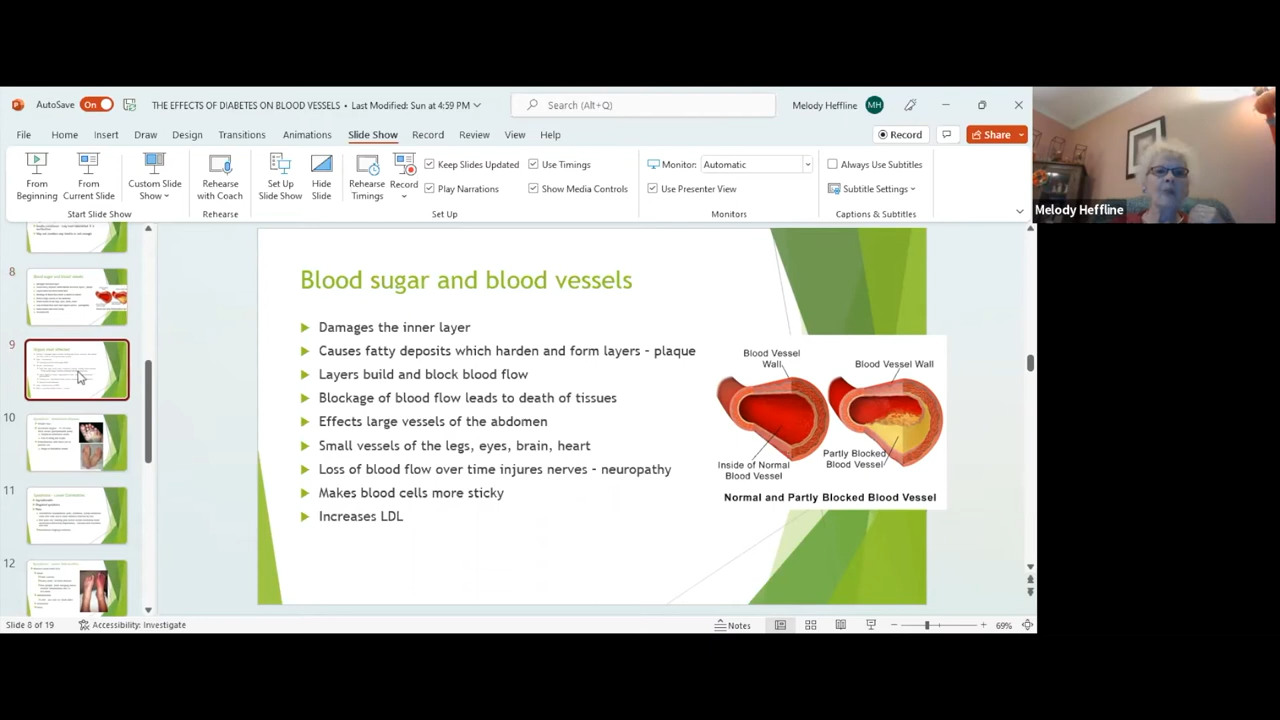 AutoSave On THE EFFECTS OF DIABETES ON BLOOD VESSELS • Last Modified: Sun at 4:59 PM Search (Alt+Q) Melody Heffline MH
File Home Insert Draw Design Transitions Animations Slide Show Record Review View Help Record Share
From Beginning
From Current Slide
Custom Slide Show
Start Slide Show
Rehearse with Coach
Rehearse
Set Up Slide Show
Hide Slide
Rehearse Timings
Record
Keep Slides Updated
Play Narrations
Use Timings
Show Media Controls
Set Up
Monitor: Automatic
Use Presenter View
Monitors
Always Use Subtitles
Subtitle Settings
Captions & Subtitles
Melody Heffline
8
Blood sugar and blood vessels
9
10
11
12
Blood sugar and blood vessels
Damages the inner layer
Causes fatty deposits which harden and form layers – plaque
Layers build and block blood flow
Blockage of blood flow leads to death of tissues
Effects large vessels of the abdomen
Small vessels of the legs, eyes, brain, heart
Loss of blood flow over time injures nerves – neuropathy
Makes blood cells more sticky
Increases LDL
Blood Vessel
Wall
Blood Vessel Wall
Inside of Normal
Blood Vessel
Partly Blocked
Blood Vessel
Normal and Partly Blocked Blood Vessel
Slide 8 of 19 Accessibility: Investigate Notes 69%